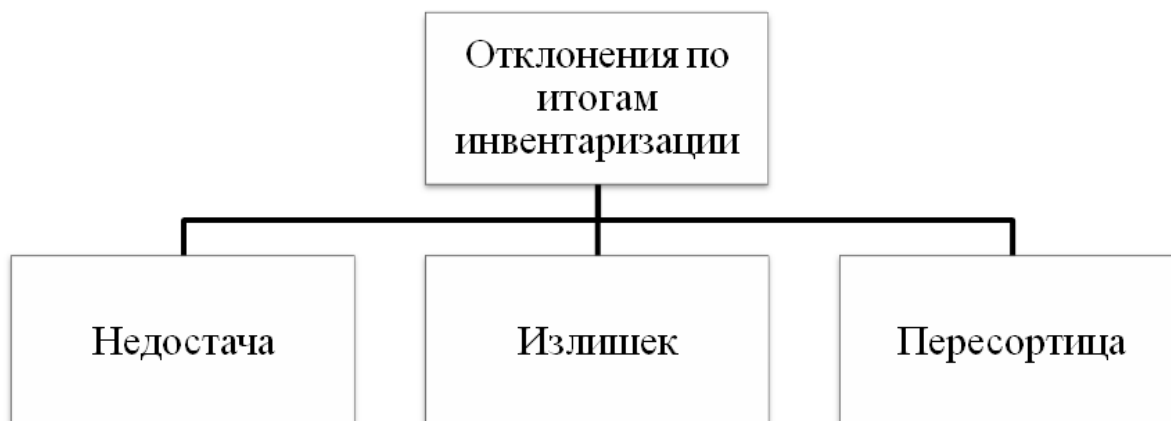 Отклонения по
итогам
инвентаризации
Недостача
Излишек
Пересортица